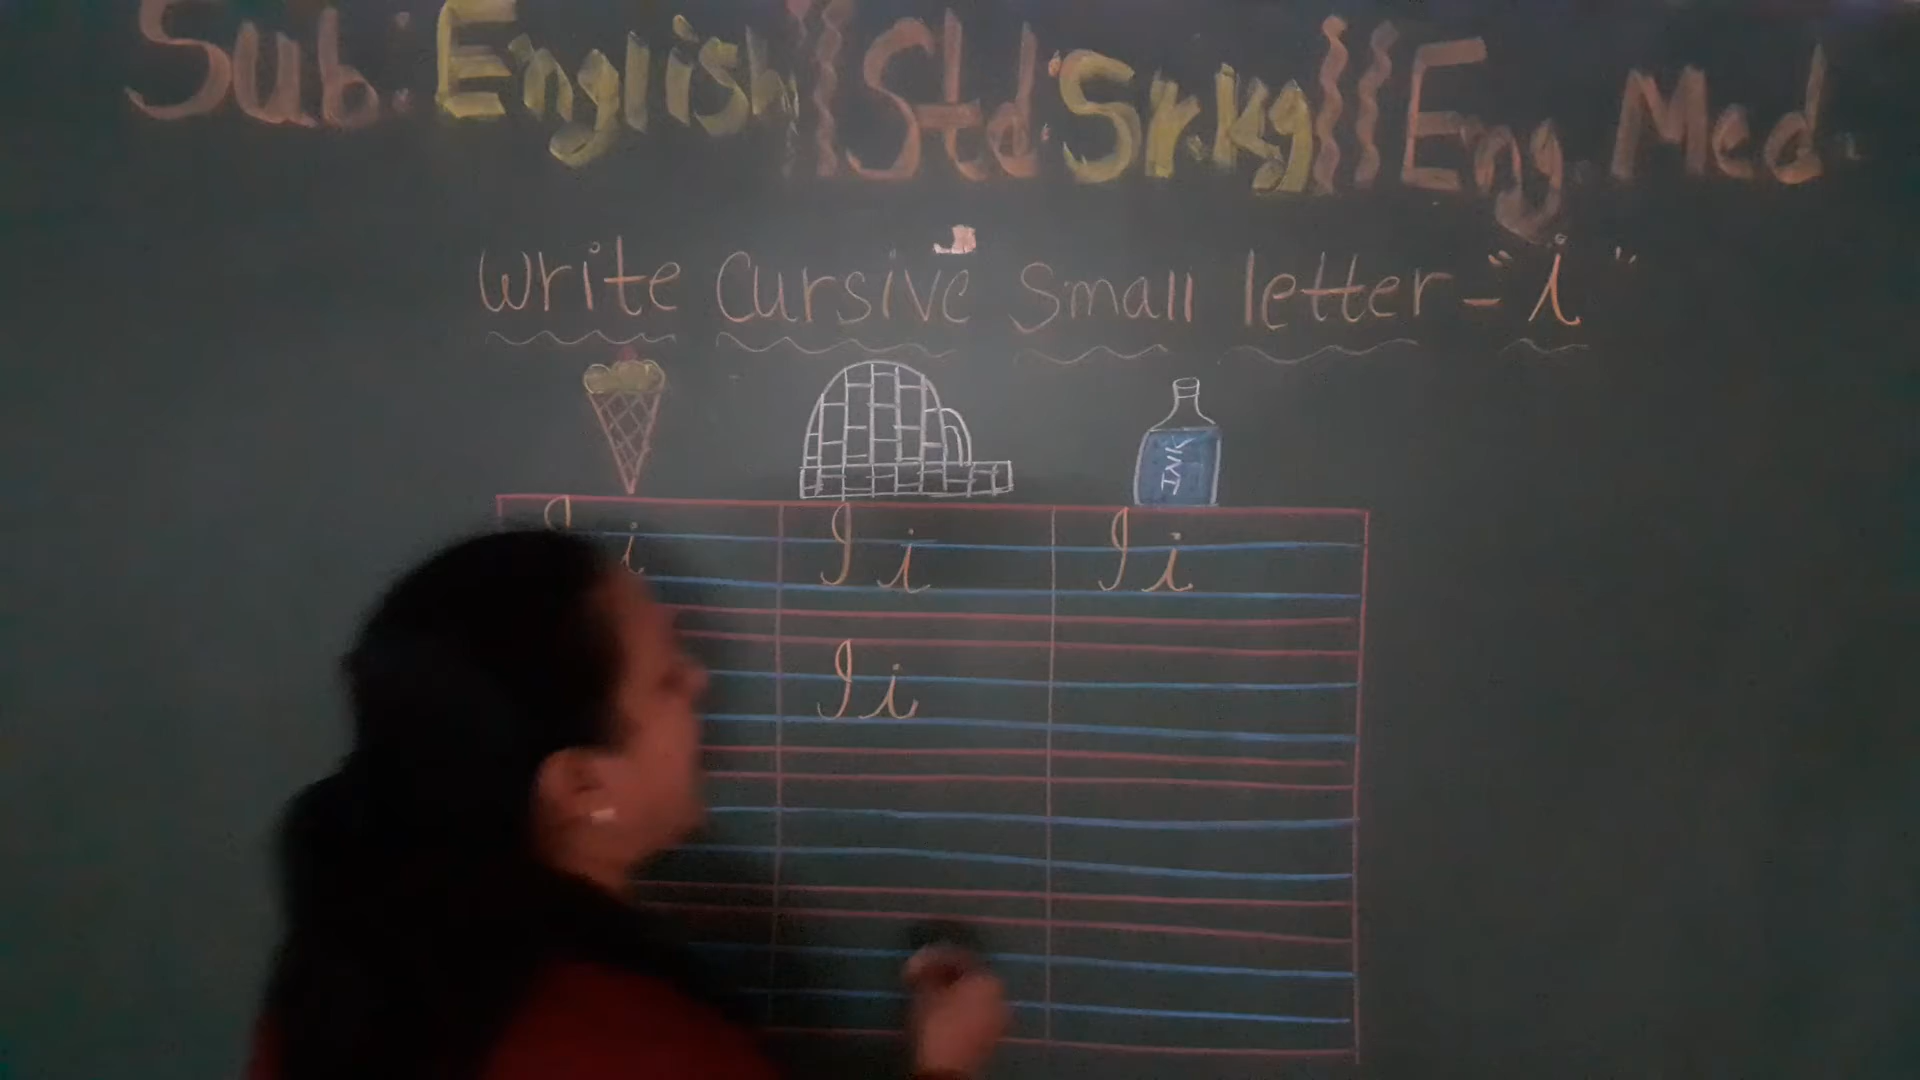 Sub: English Std: Sr.kg Eng Med.
Write Cursive Small letter - "i"
INK
I i I i I i
I i